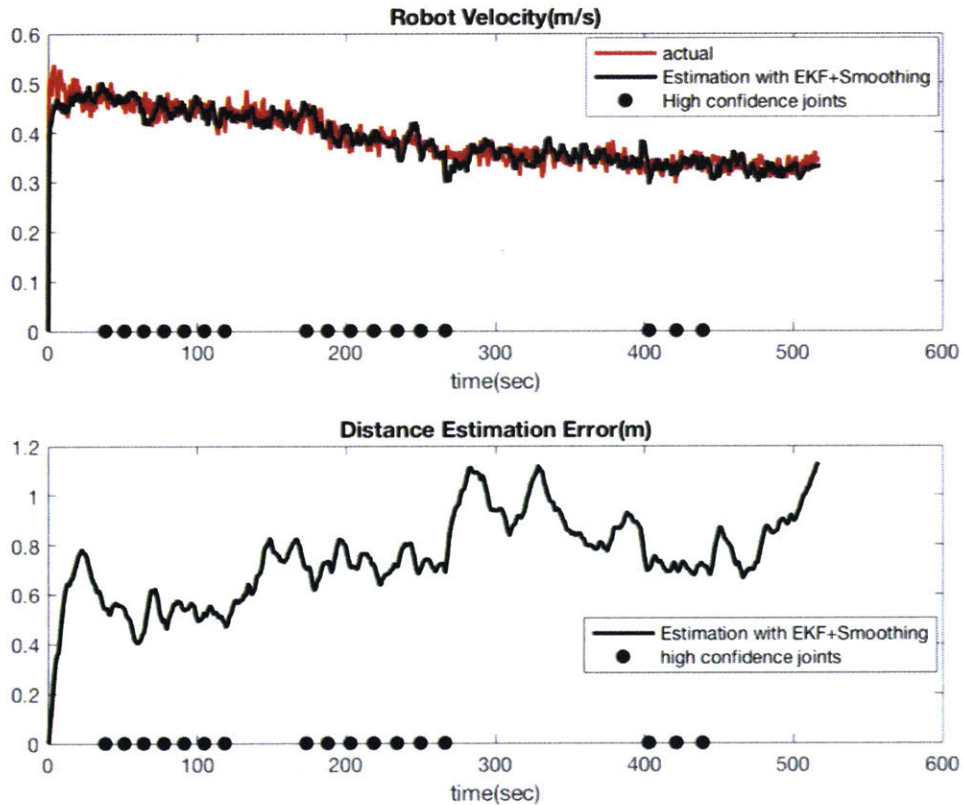 Robot Velocity(m/s)
0.6
actual
Estimation with EKF+Smoothing
High confidence joints
0.5
0.4
0.3
0.2
0.1
0
0 100 200 300 400 500 600
time(sec)
Distance Estimation Error(m)
1.2
1
0.8
0.6
Estimation with EKF+Smoothing
high confidence joints
0.4
0.2
0
0 100 200 300 400 500 600
time(sec)